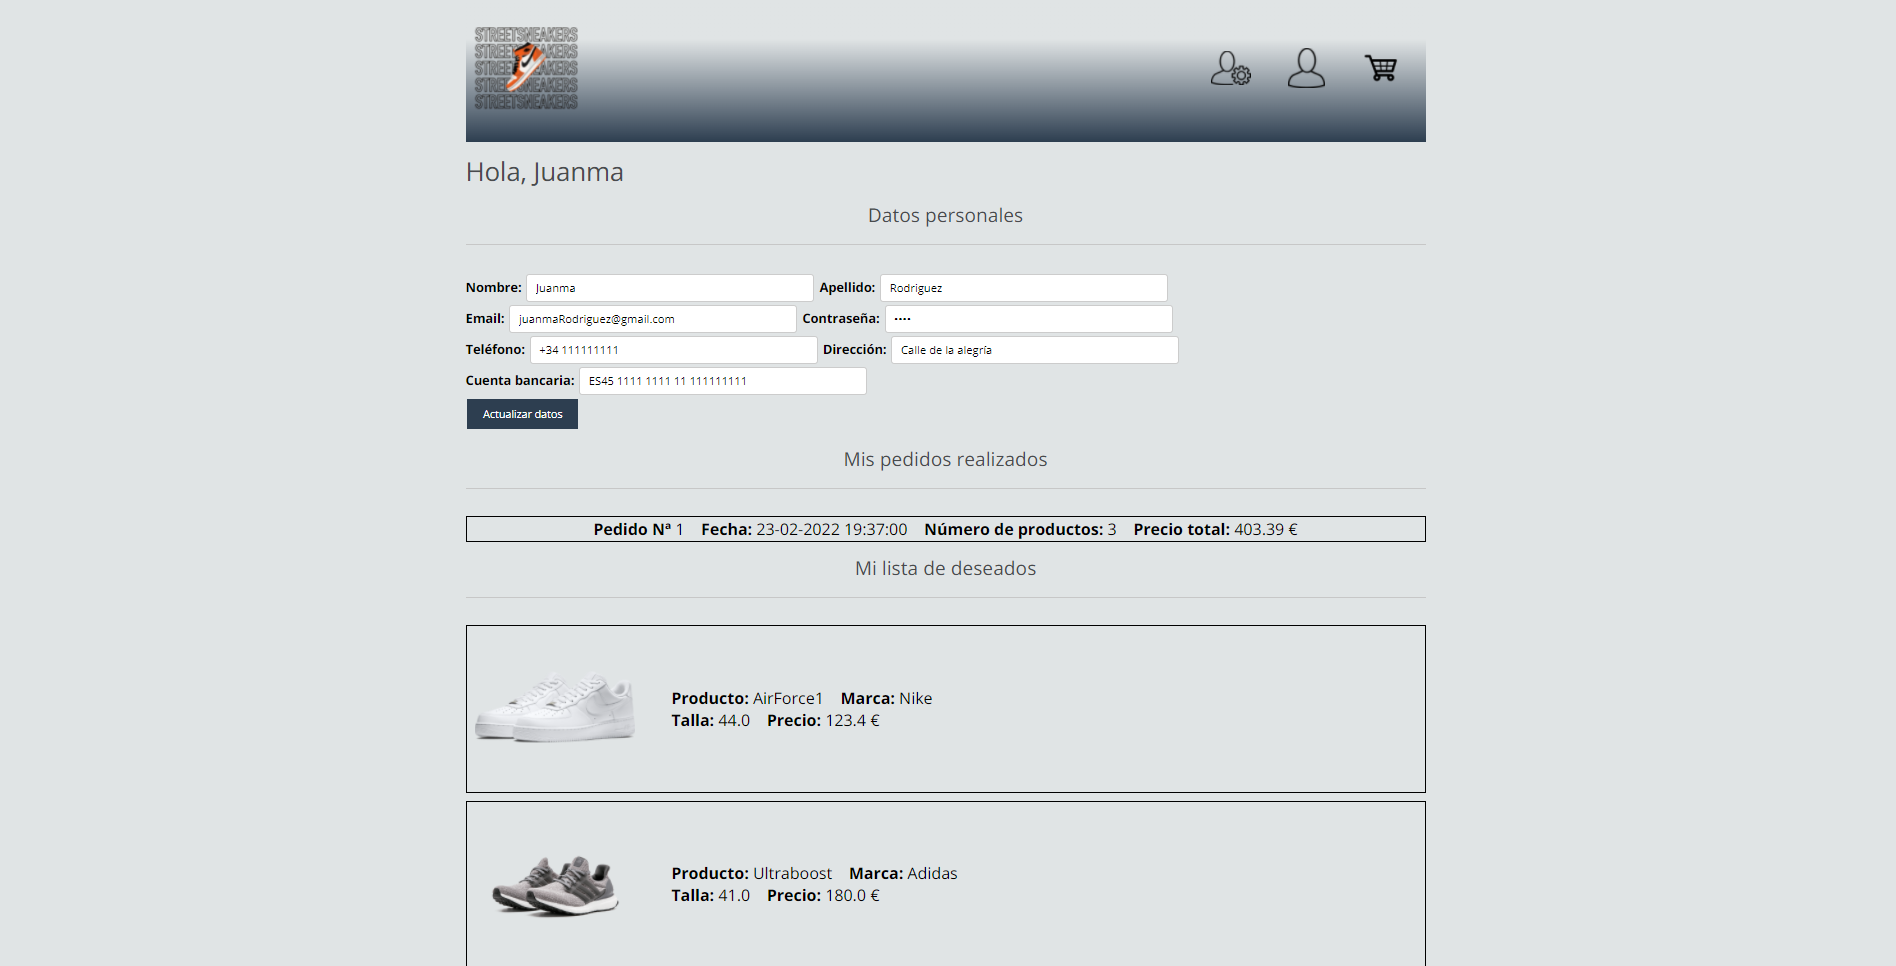 STREETSNEAKERS
STREETSNEAKERS
STREETSNEAKERS
STREETSNEAKERS
STREETSNEAKERS
Hola, Juanma
Datos personales
Nombre: Juanma Apellido: Rodriguez
Email: juanmaRodriguez@gmail.com Contraseña: ····
Teléfono: +34 111111111 Dirección: Calle de la alegría
Cuenta bancaria: ES45 1111 1111 11 111111111
Actualizar datos
Mis pedidos realizados
Pedido Nª 1 Fecha: 23-02-2022 19:37:00 Número de productos: 3 Precio total: 403.39 €
Mi lista de deseados
Producto: AirForce1 Marca: Nike
Talla: 44.0 Precio: 123.4 €
Producto: Ultraboost Marca: Adidas
Talla: 41.0 Precio: 180.0 €